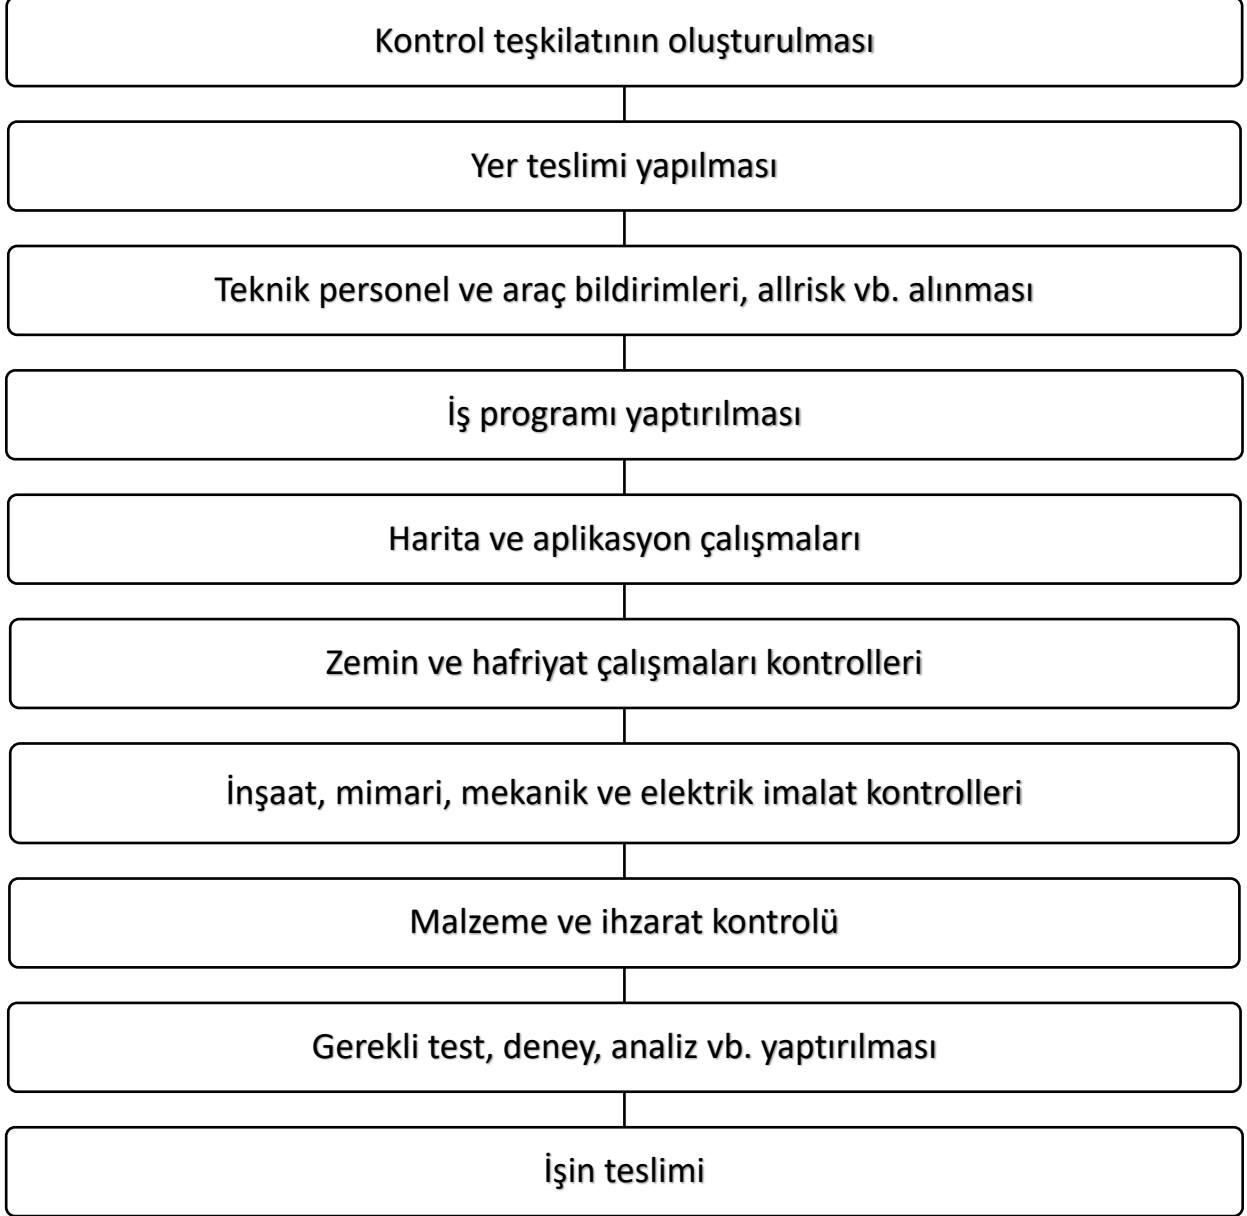 Kontrol teşkilatının oluşturulması
Yer teslimi yapılması
Teknik personel ve araç bildirimleri, allrisk vb. alınması
İş programı yaptırılması
Harita ve aplikasyon çalışmaları
Zemin ve hafriyat çalışmaları kontrolleri
İnşaat, mimari, mekanik ve elektrik imalat kontrolleri
Malzeme ve ihzarat kontrolü
Gerekli test, deney, analiz vb. yaptırılması
İşin teslimi